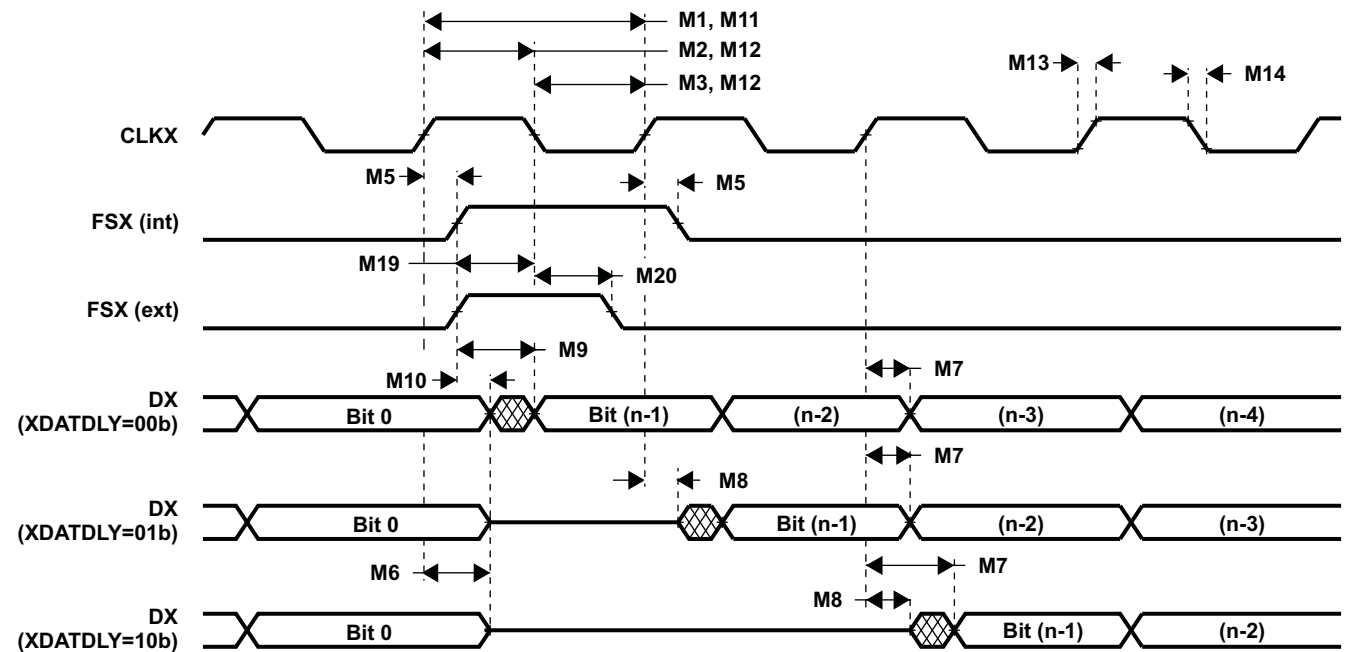 M1, M11
M2, M12
M13
M14
M3, M12
CLKX
M5
M5
FSX (int)
M19
M20
FSX (ext)
M9
M7
M10
DX
(XDATDLY=00b)
Bit 0
Bit (n-1)
(n-2)
(n-3)
(n-4)
M7
M8
DX
(XDATDLY=01b)
Bit 0
Bit (n-1)
(n-2)
(n-3)
M6
M7
M8
DX
(XDATDLY=10b)
Bit 0
Bit (n-1)
(n-2)